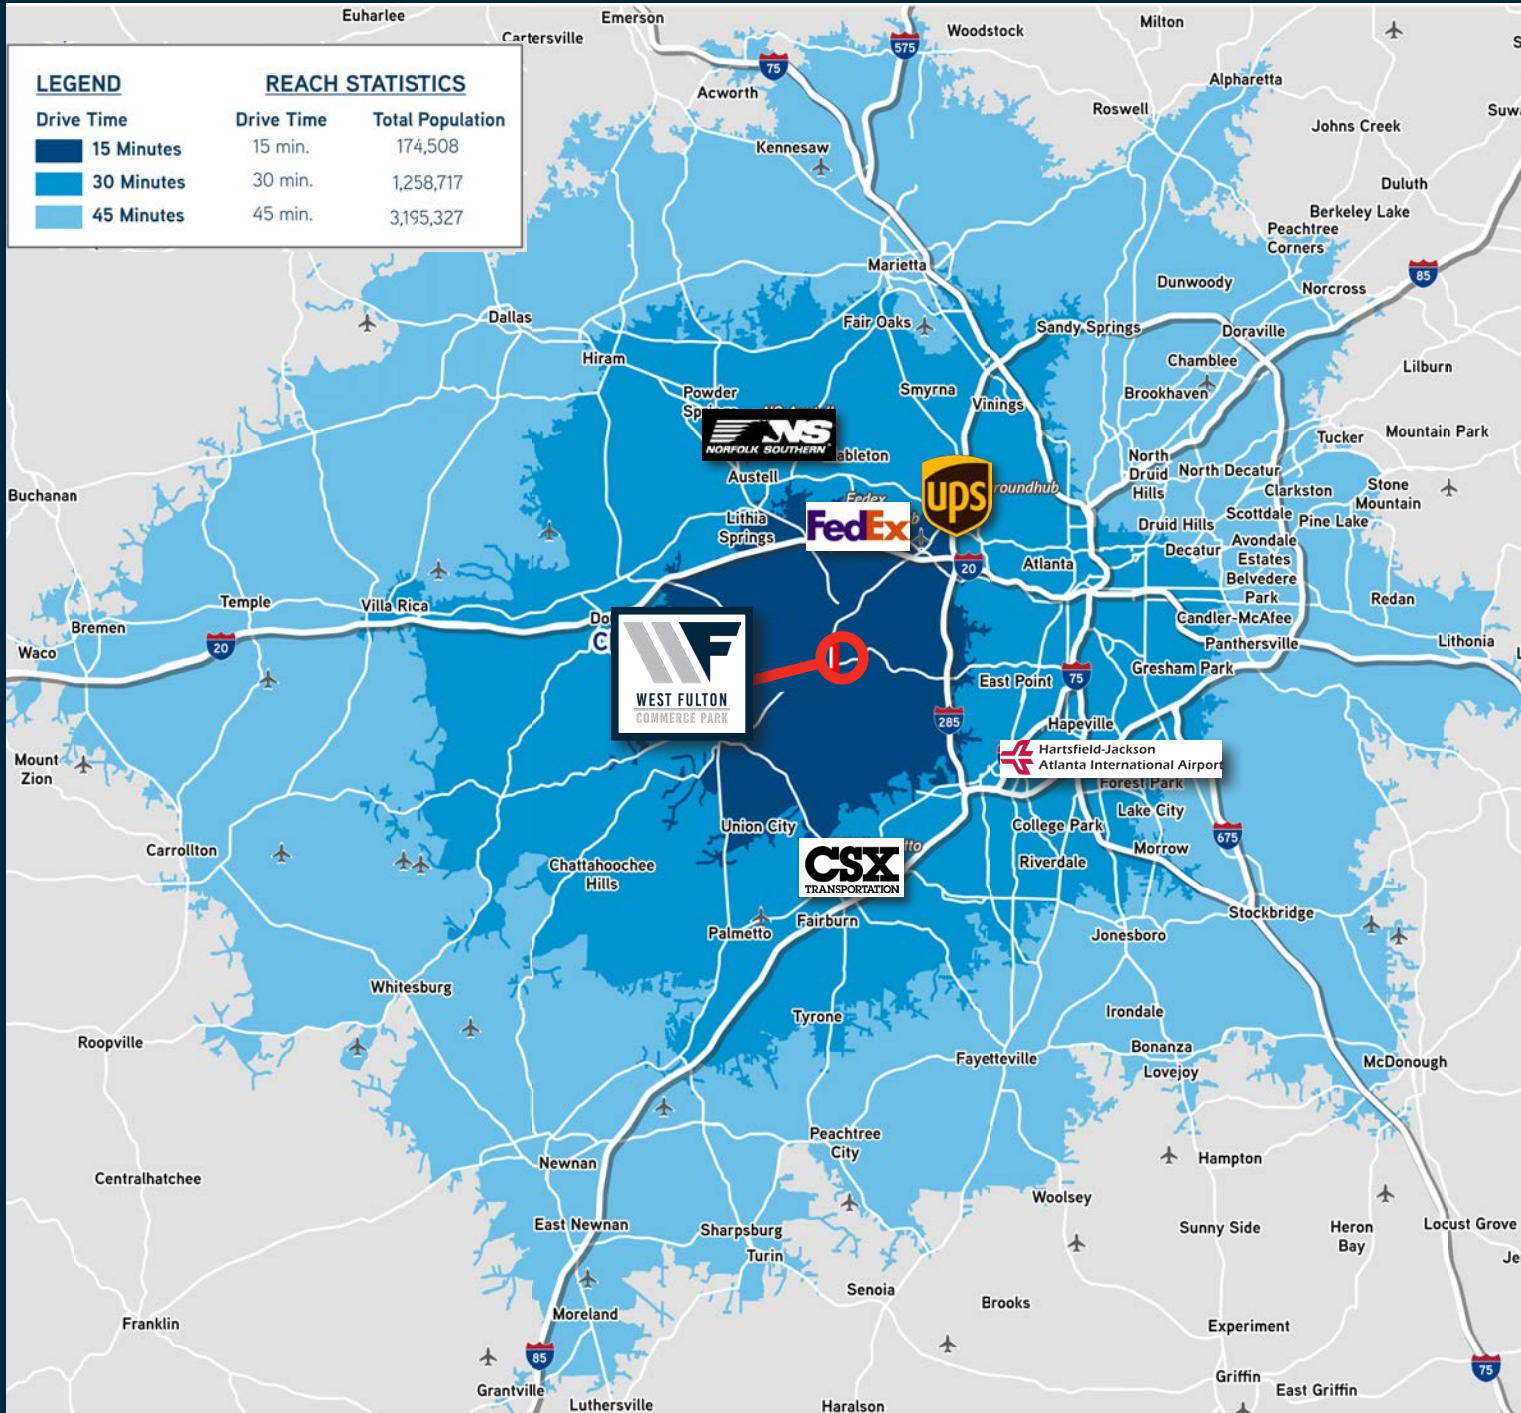 LEGEND
REACH STATISTICS
Drive Time
Drive Time
Total Population
15 Minutes
15 min.
174,508
30 Minutes
30 min.
1,258,717
45 Minutes
45 min.
3,195,327
Euharlee
Emerson
Cartersville
Woodstock
Milton
575
75
Acworth
Alpharetta
Roswell
Johns Creek
Kennesaw
Duluth
Berkeley Lake
Peachtree
Corners
Marietta
85
Dunwoody
Norcross
Dallas
Fair Oaks
Sandy Springs
Doraville
Hiram
Chamblee
Lilburn
Powder
Smyrna
Vinings
Brookhaven
NS
NORFOLK SOUTHERN
Tucker
Mountain Park
North
Druid
Hills
North Decatur
Austell
Fedex
ups
Clarkston
Stone
Mountain
Buchanan
Lithia
Springs
FedEx
Druid Hills
Scottdale
Pine Lake
Decatur
Avondale
Estates
20
Atlanta
Belvedere
Park
Temple
Villa Rica
Redan
Bremen
Candler-McAfee
Waco
20
Panthersville
Lithonia
WF
WEST FULTON
COMMERCE PARK
East Point
75
Gresham Park
285
Hapeville
Mount
Zion
Hartsfield-Jackson
Atlanta International Airport
Forest Park
Lake City
Union City
College Park
675
Carrollton
CSX
TRANSPORTATION
Riverdale
Morrow
Chattahoochee
Hills
Stockbridge
Palmetto
Fairburn
Jonesboro
Whitesburg
Tyrone
Irondale
Roopville
Fayetteville
Bonanza
Lovejoy
McDonough
Peachtree
City
Newnan
Hampton
Centralhatchee
Woolsey
East Newnan
Sharpsburg
Sunny Side
Heron
Bay
Locust Grove
Turin
Senoia
Brooks
Moreland
Franklin
Experiment
85
75
Grantville
Griffin
East Griffin
Luthersville
Haralson